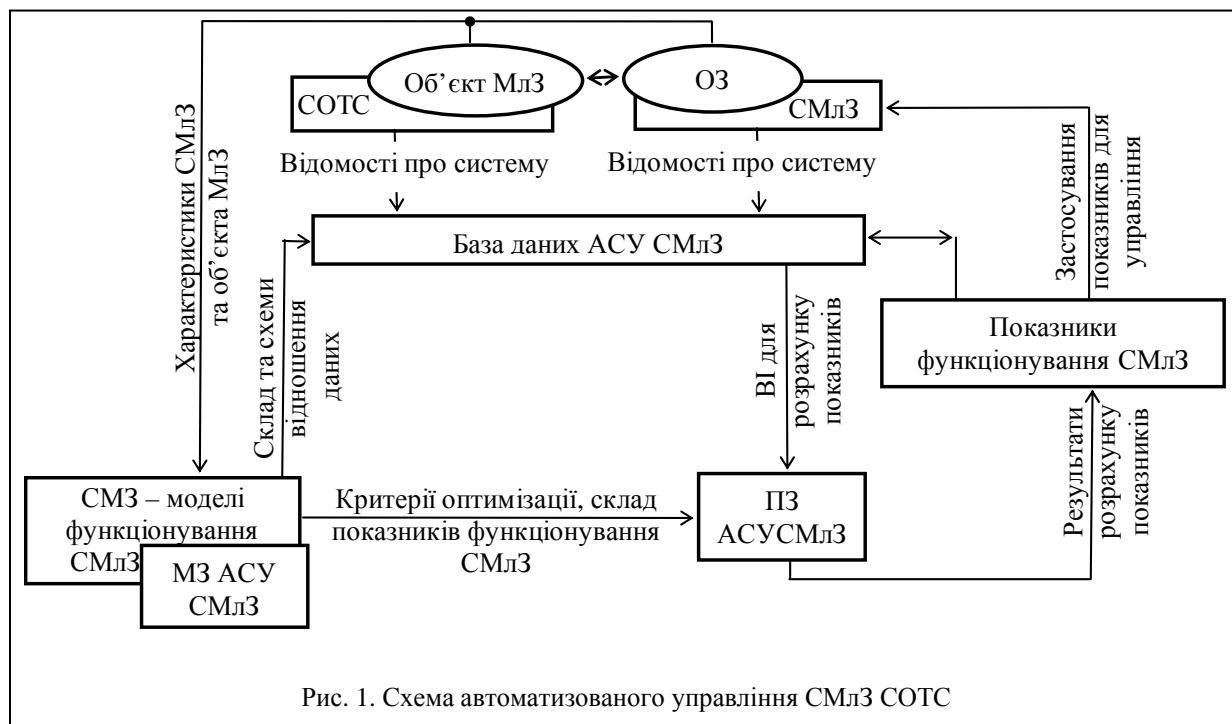 Об’єкт МлЗ
ОЗ
СОТС
СМлЗ
Відомості про систему
Відомості про систему
Характеристики СМлЗ
та об’єкта МлЗ
Застосування
показників для
управління
База даних АСУ СМлЗ
Склад та схеми
відношення
даних
ВІ для
розрахунку
показників
Показники
функціонування СМлЗ
СМЗ – моделі
функціонування
СМлЗ
МЗ АСУ
СМлЗ
Критерії оптимізації, склад
показників функціонування
СМлЗ
ПЗ
АСУСМлЗ
Результати
розрахунку
показників
Рис. 1. Схема автоматизованого управління СМлЗ СОТС